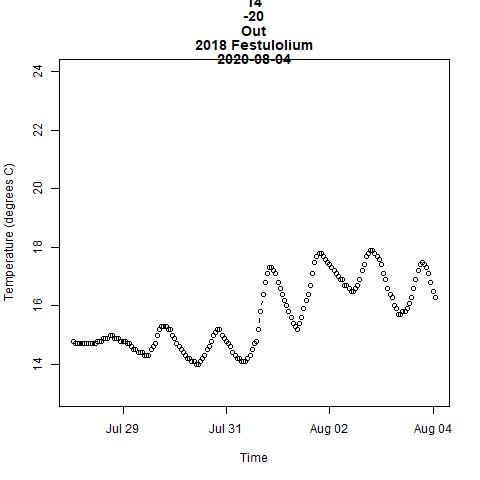 14
-20
Out
2018 Festulolium
2020-08-04
Temperature (degrees C)
24
22
20
18
16
14
Jul 29
Jul 31
Aug 02
Aug 04
Time